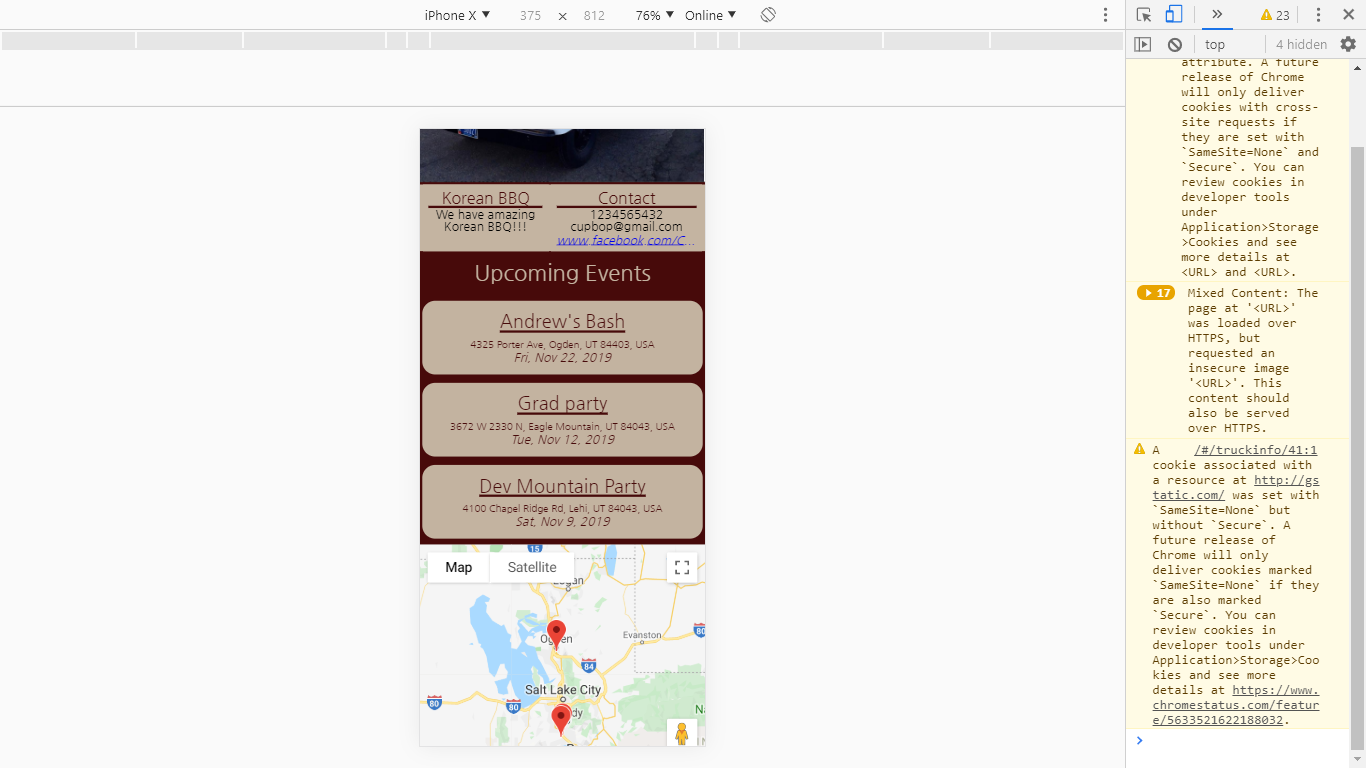 iPhone X ▼ 375 × 812 76% ▼ Online ▼
23
top 4 hidden
Korean BBQ
We have amazing
Korean BBQ!!!
Contact
1234565432
cupbop@gmail.com
www.facebook.com/C...
Upcoming Events
Andrew's Bash
4325 Porter Ave, Ogden, UT 84403, USA
Fri, Nov 22, 2019
Grad party
3672 W 2330 N, Eagle Mountain, UT 84043, USA
Tue, Nov 12, 2019
Dev Mountain Party
4100 Chapel Ridge Rd, Lehi, UT 84043, USA
Sat, Nov 9, 2019
Map Satellite
15
Logan
Ogden
Evanston
80
84
Salt Lake City
80
80
Sandy
attribute. A future
release of Chrome
will only deliver
cookies with cross-
site requests if
they are set with
`SameSite=None` and
`Secure`. You can
review cookies in
developer tools
under
Application>Storage
>Cookies and see
more details at
<URL> and <URL>.
17 Mixed Content: The
page at '<URL>'
was loaded over
HTTPS, but
requested an
insecure image
'<URL>'. This
content should
also be served
over HTTPS.
A /#/truckinfo/41:1
cookie associated with
a resource at http://gs
tatic.com/ was set with
`SameSite=None` but
without `Secure`. A
future release of
Chrome will only
deliver cookies marked
`SameSite=None` if they
are also marked
`Secure`. You can
review cookies in
developer tools under
Application>Storage>Coo
kies and see more
details at https://www.
chromestatus.com/featur
e/5633521622188032.